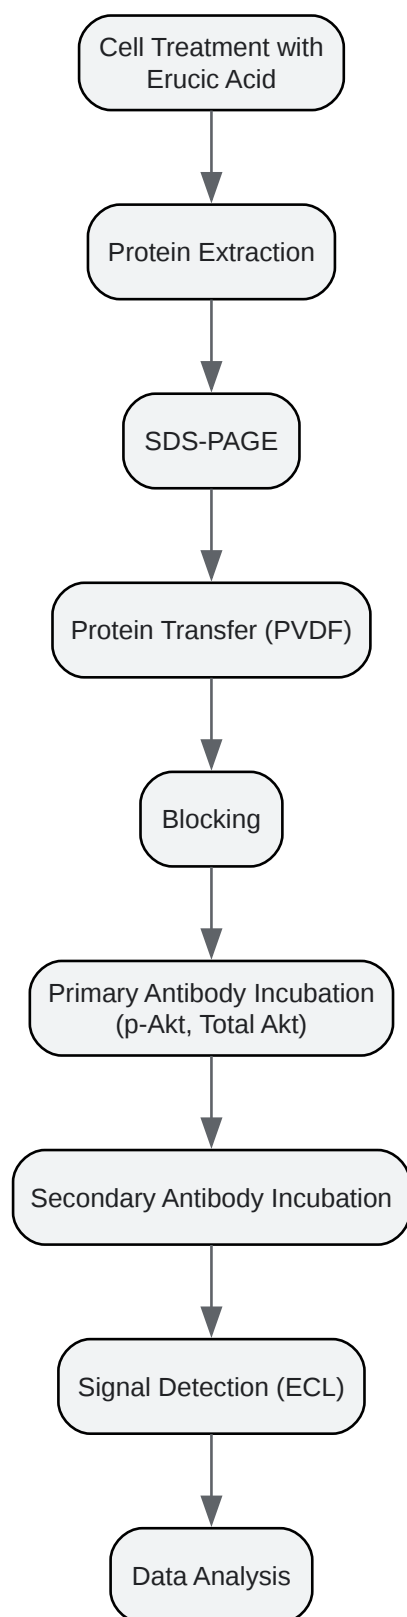 Cell Treatment with
Erucic Acid
Protein Extraction
SDS-PAGE
Protein Transfer (PVDF)
Blocking
Primary Antibody Incubation
(p-Akt, Total Akt)
Secondary Antibody Incubation
Signal Detection (ECL)
Data Analysis